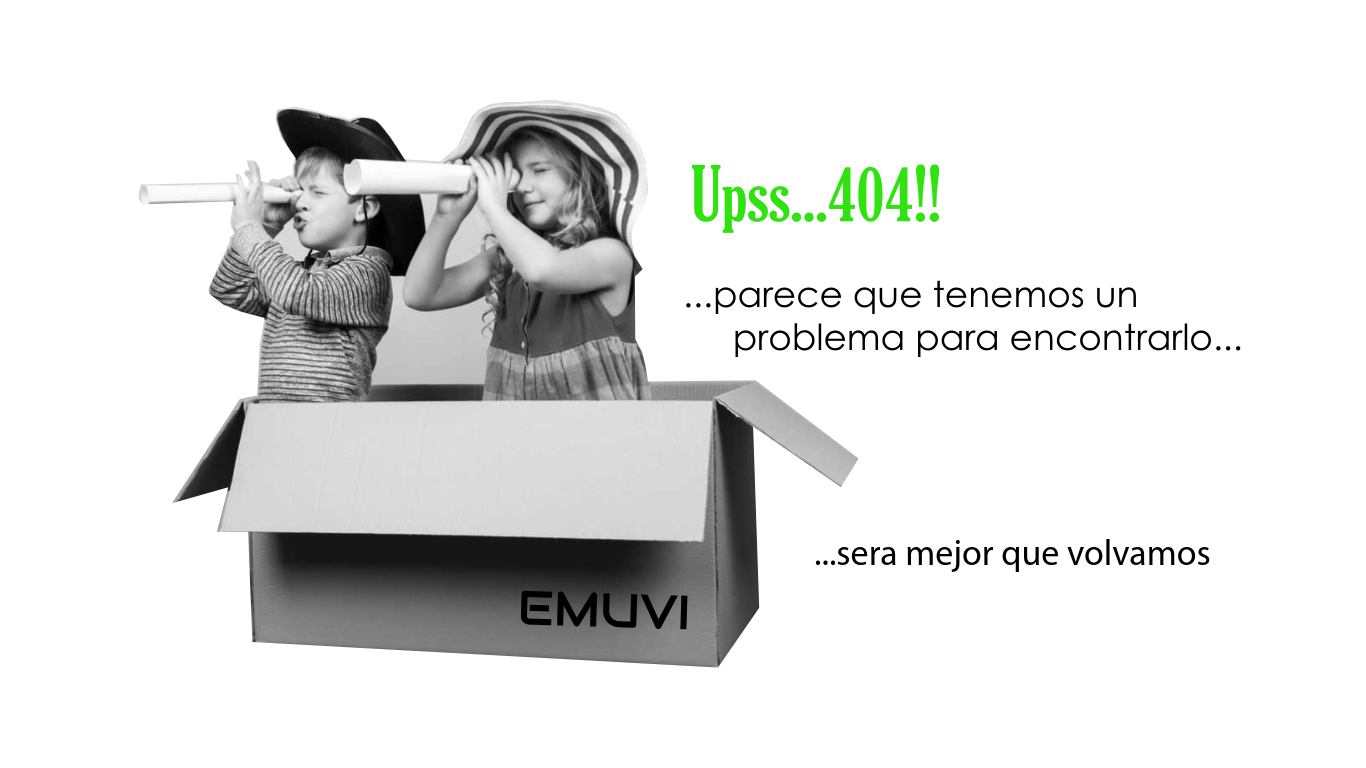 Upss...404!!
...parece que tenemos un
problema para encontrarlo...
...sera mejor que volvamos
EMUVI